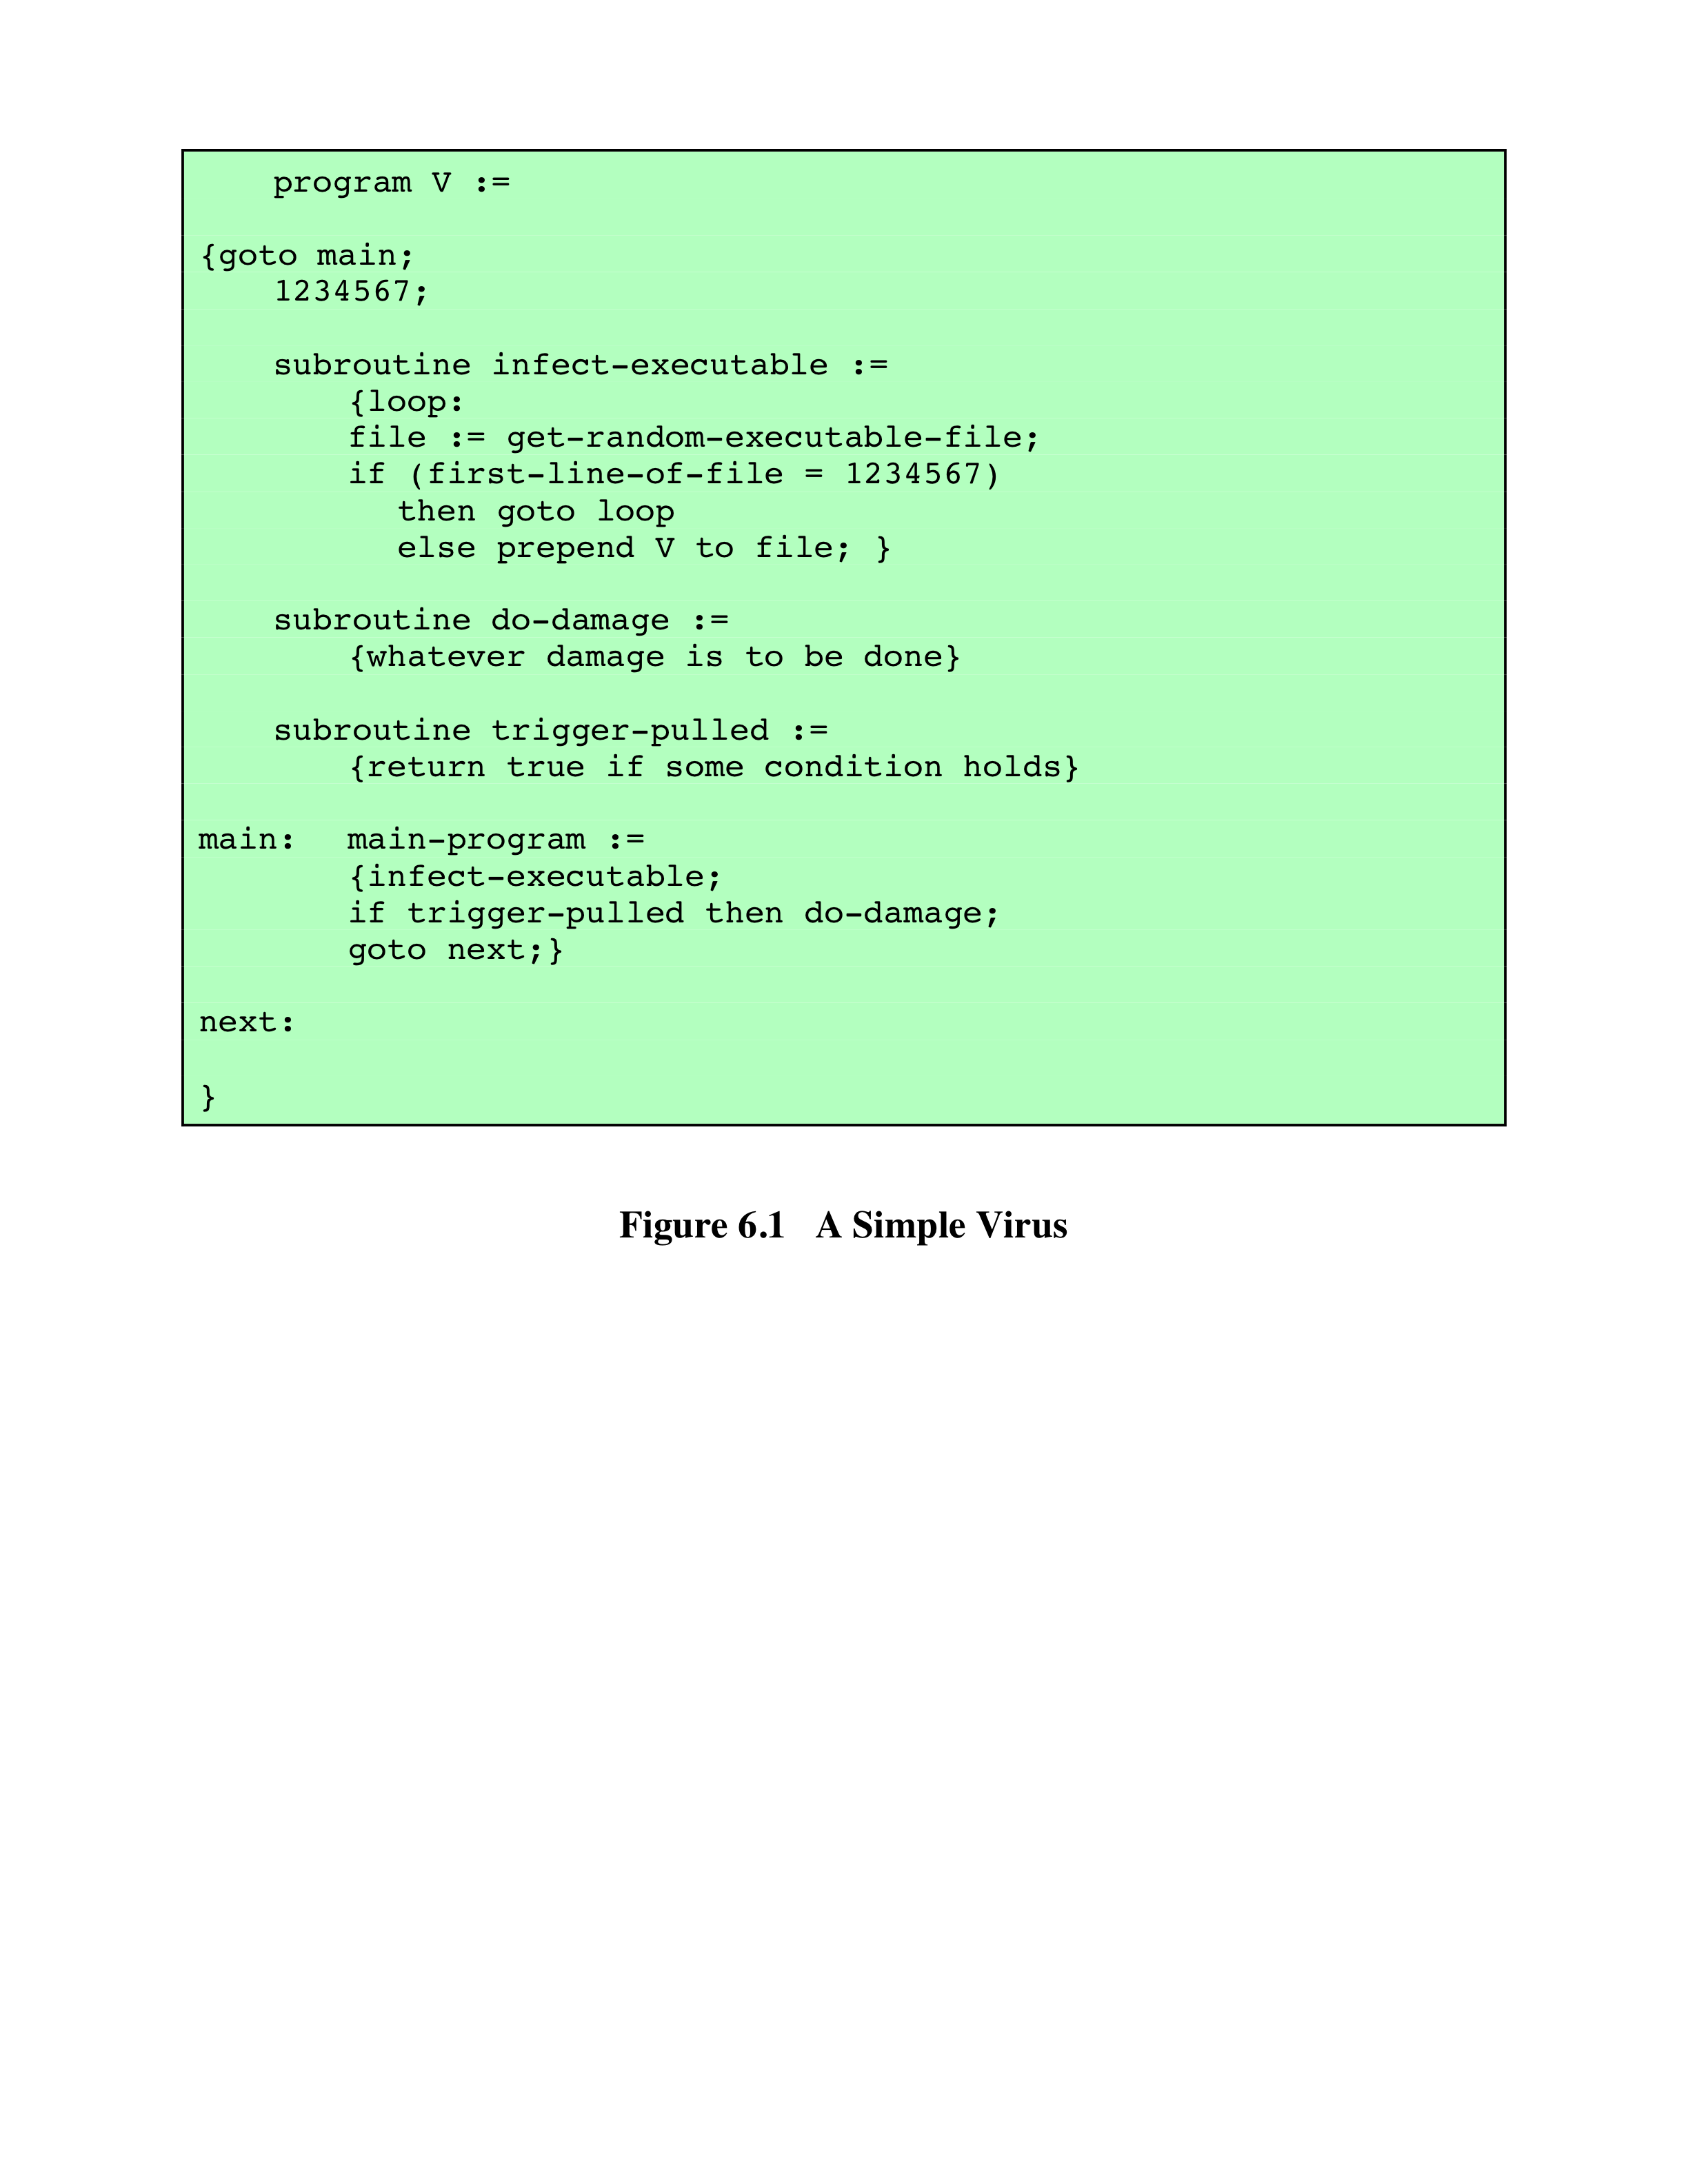 program V :=
{goto main;
1234567;
subroutine infect-executable :=
{loop:
file := get-random-executable-file;
if (first-line-of-file = 1234567)
then goto loop
else prepend V to file; }
subroutine do-damage :=
{whatever damage is to be done}
subroutine trigger-pulled :=
{return true if some condition holds}
main: main-program :=
{infect-executable;
if trigger-pulled then do-damage;
goto next;}
next:
}
Figure 6.1 A Simple Virus